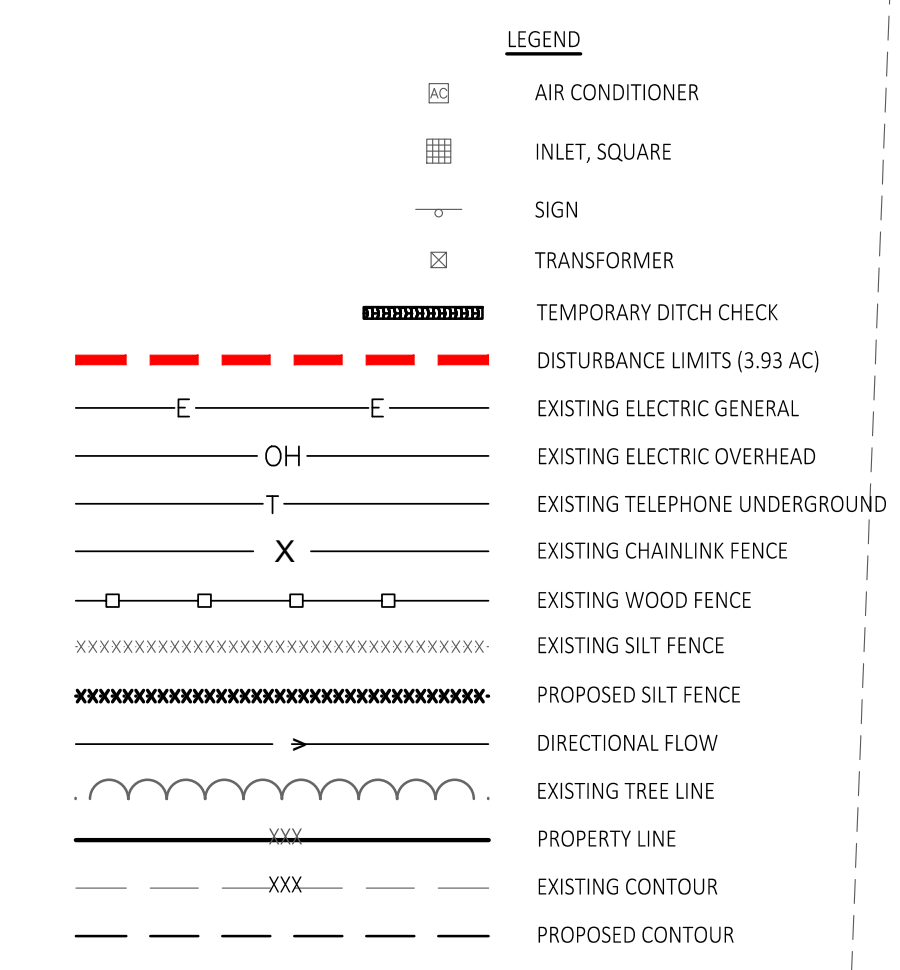 LEGEND
AC AIR CONDITIONER
INLET, SQUARE
SIGN
TRANSFORMER
TEMPORARY DITCH CHECK
DISTURBANCE LIMITS (3.93 AC)
E E EXISTING ELECTRIC GENERAL
OH EXISTING ELECTRIC OVERHEAD
T EXISTING TELEPHONE UNDERGROUND
X EXISTING CHAINLINK FENCE
EXISTING WOOD FENCE
EXISTING SILT FENCE
PROPOSED SILT FENCE
DIRECTIONAL FLOW
EXISTING TREE LINE
XXX PROPERTY LINE
XXX EXISTING CONTOUR
PROPOSED CONTOUR